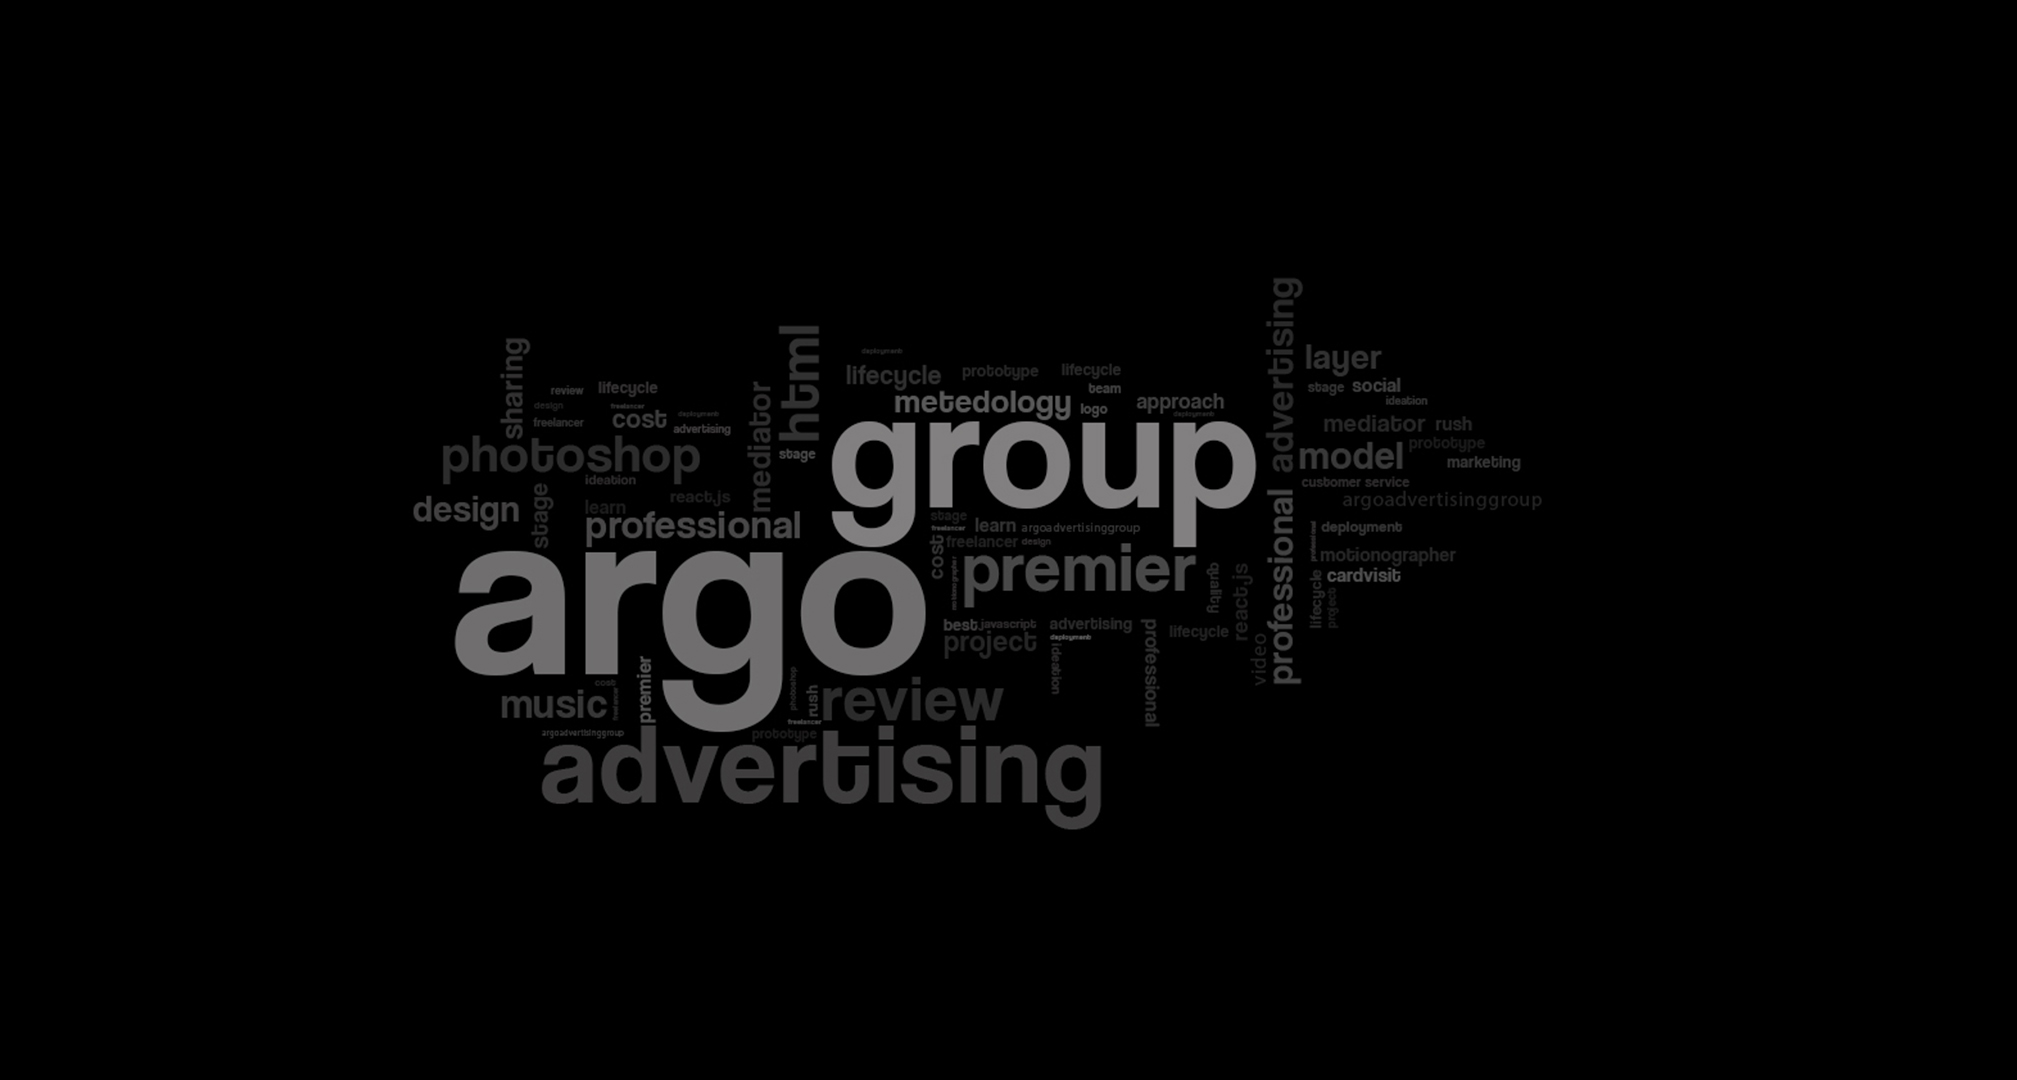 sharing
review
lifecycle
design
freelancer
freelancer
cost
deployment
advertising
photoshop
ideation
design
stage
learn
react.js
professional
mediator
html
stage
deployment
lifecycle
prototype
lifecycle
team
metedology
logo
approach
deployment
group
advertising
layer
stage
social
ideation
mediator
rush
model
prototype
marketing
customer service
argoadvertisinggroup
professional
deployment
professional
motionographer
cardvisit
lifecycle
project
stage
freelancer
learn
argoadvertisinggroup
freelancer
design
cost
motionographer
premier
quality
react.js
video
argo
best
javascript
advertising
project
deployment
ideation
professional
lifecycle
music
cost
freelancer
premier
photoshop
rush
review
freelancer
argoadvertisinggroup
prototype
advertising